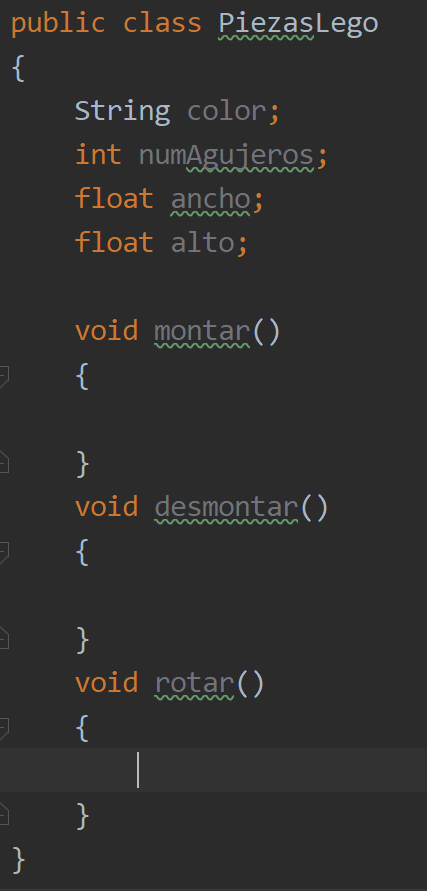 public class PiezasLego
{
String color;
int numAgujeros;
float ancho;
float alto;
void montar()
{
}
void desmontar()
{
}
void rotar()
{
}
}